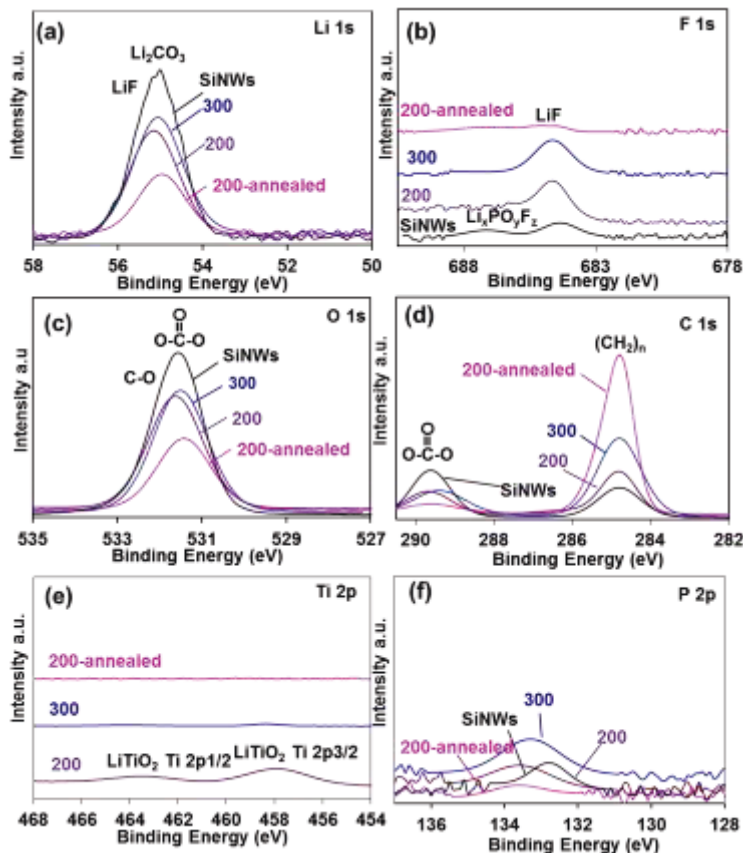 (a) Li 1s
Li₂CO₃
LiF
SiNWs
300
200
200-annealed
Intensity a.u.
58 56 54 52 50
Binding Energy (eV)
(b) F 1s
200-annealed LiF
300
200
LiₓPOᵧF_z
SiNWs
Intensity a.u.
688 683 678
Binding Energy (eV)
(c) O 1s
O
O-C-O
SiNWs
C-O
300
200
200-annealed
Intensity a.u
535 533 531 529 527
Binding Energy (eV)
(d) C 1s
(CH₂)n
200-annealed
O
O-C-O
300
SiNWs
200
Intensity a.u.
290 288 286 284 282
Binding Energy (eV)
(e) Ti 2p
200-annealed
300
200
LiTiO₂ Ti 2p1/2
LiTiO₂ Ti 2p3/2
Intensity a.u.
468 466 464 462 460 458 456 454
Binding Energy (eV)
(f) P 2p
300
SiNWs
200-annealed
200
Intensity a.u.
136 134 132 130 128
Binding Energy (eV)